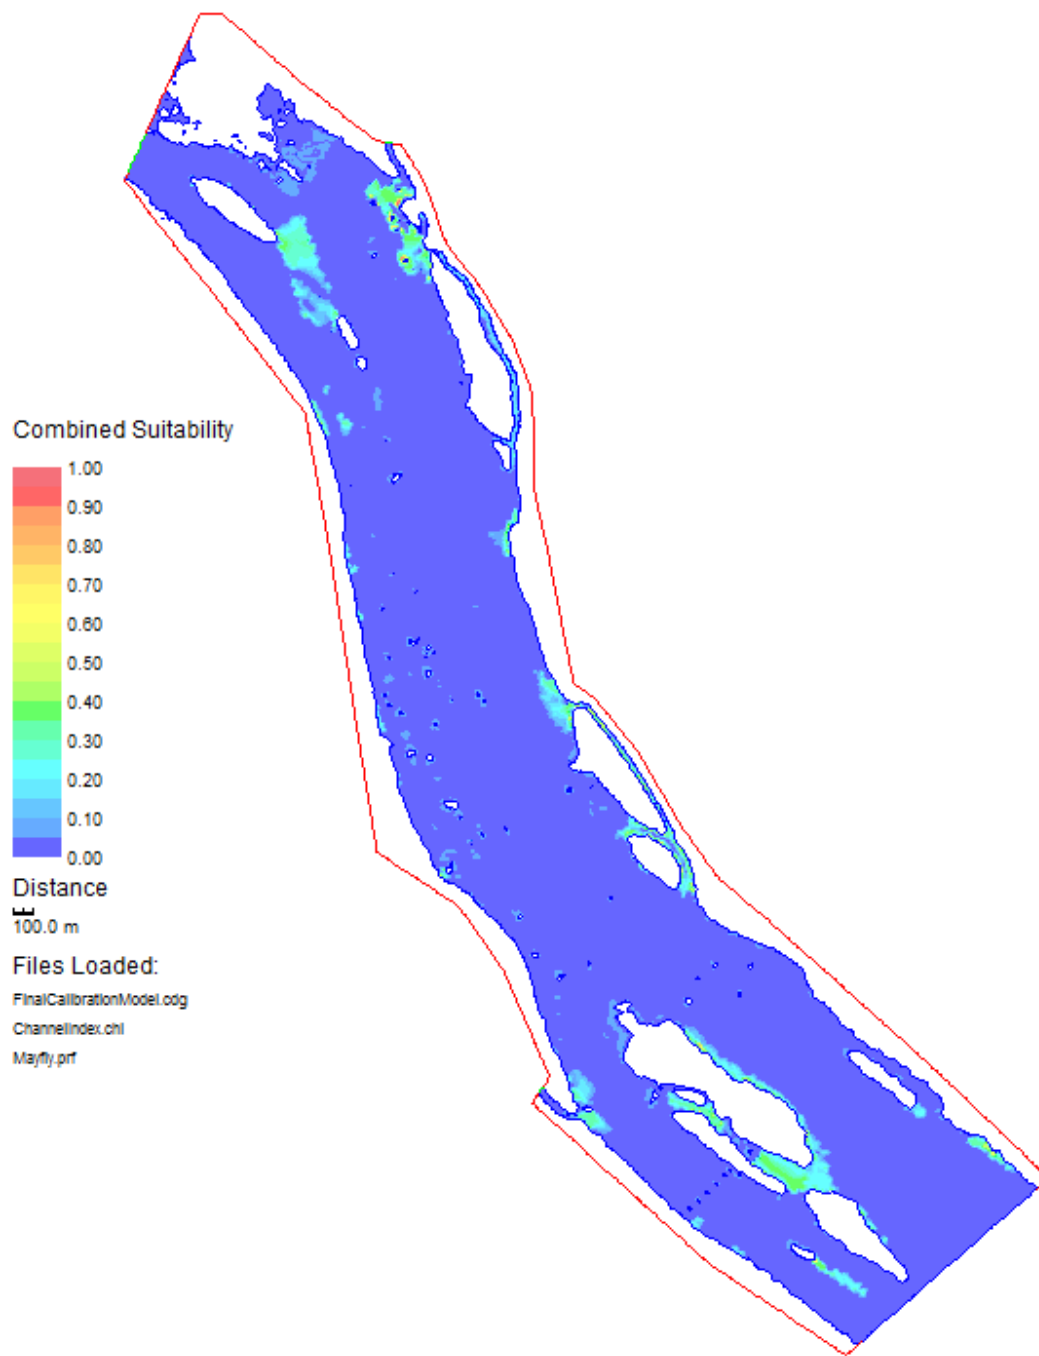 Combined Suitability
1.00
0.90
0.80
0.70
0.60
0.50
0.40
0.30
0.20
0.10
0.00
Distance
100.0 m
Files Loaded:
FinalCalibrationModel.cdg
ChannelIndex.chi
Mayfly.prf